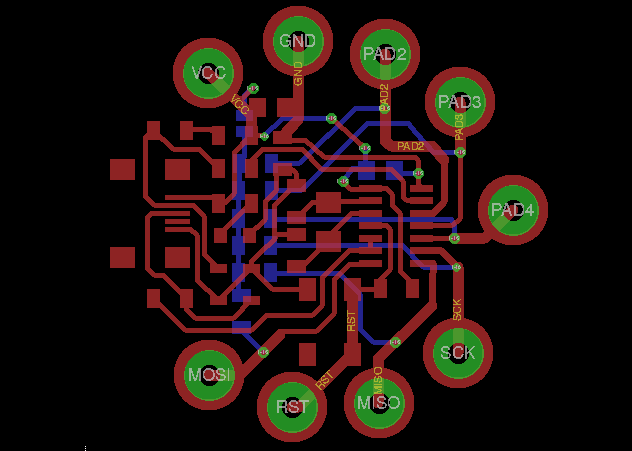 GND
VCC
PAD2
GND
VCC
PAD2
PAD3
PAD3
PAD2
PAD4
SCK
SCK
RST
MOSI
RST
MISO
RST
MISO